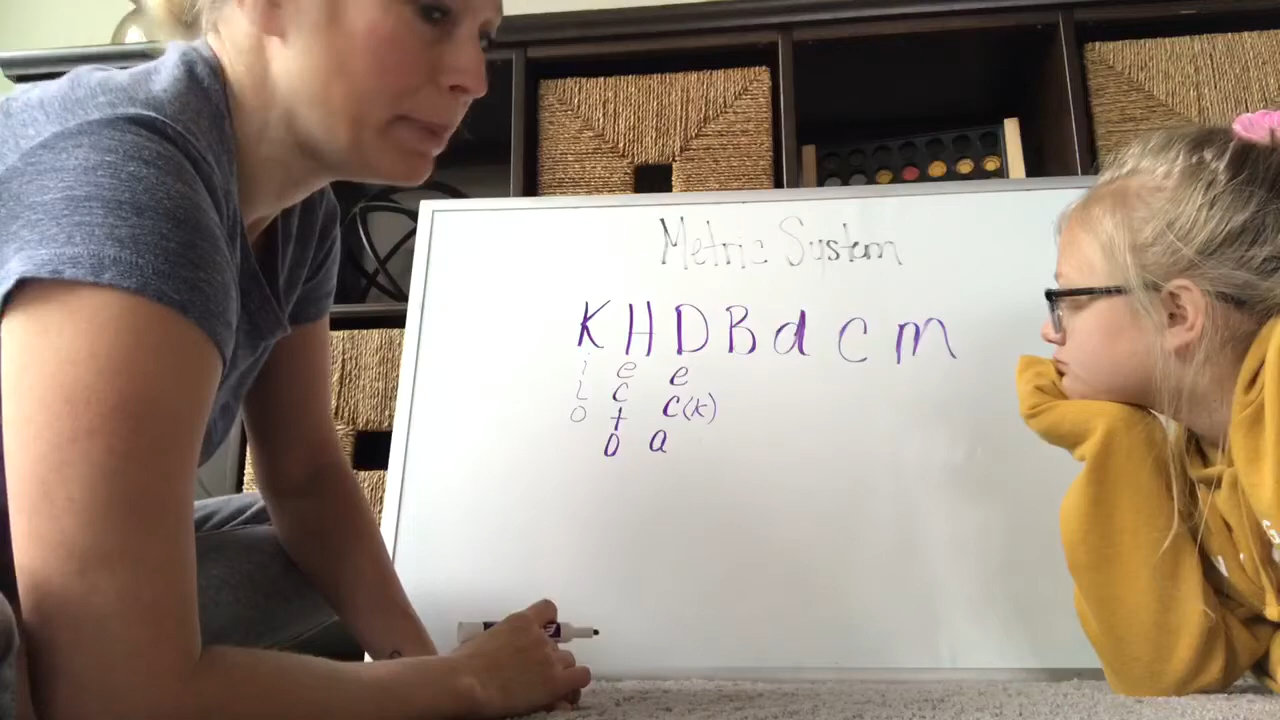 Metric System
K H D B d c m
i e e
l c c(k)
o t a
o